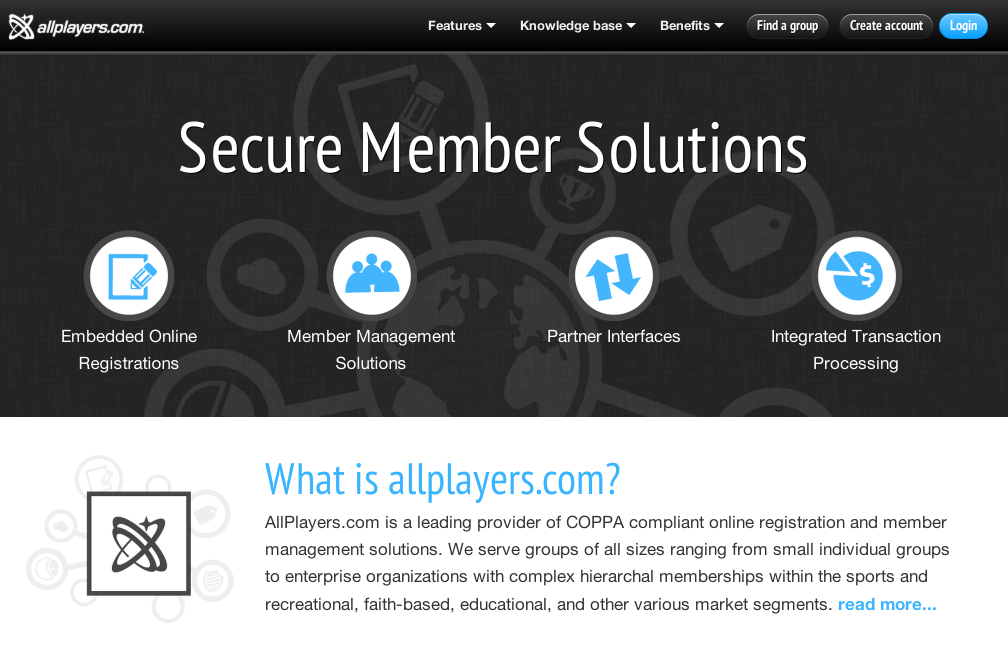 allplayers.com
Features
Knowledge base
Benefits
Find a group
Create account
Login
Secure Member Solutions
Embedded Online
Registrations
Member Management
Solutions
Partner Interfaces
Integrated Transaction
Processing
What is allplayers.com?
AllPlayers.com is a leading provider of COPPA compliant online registration and member
management solutions. We serve groups of all sizes ranging from small individual groups
to enterprise organizations with complex hierarchal memberships within the sports and
recreational, faith-based, educational, and other various market segments. read more...